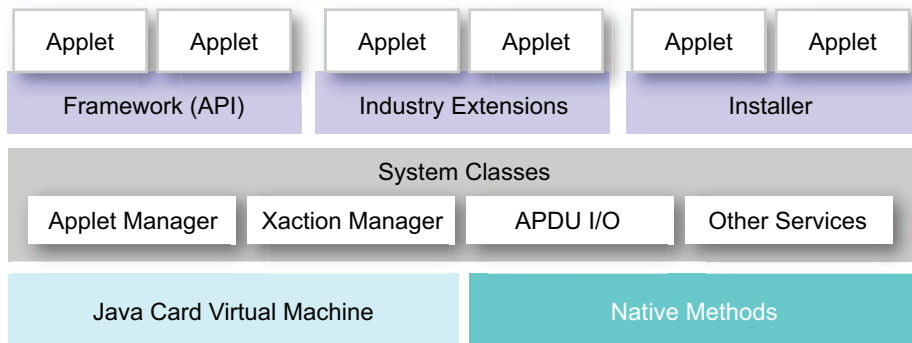 Applet Applet Applet Applet Applet Applet
Framework (API) Industry Extensions Installer
System Classes
Applet Manager Xaction Manager APDU I/O Other Services
Java Card Virtual Machine Native Methods